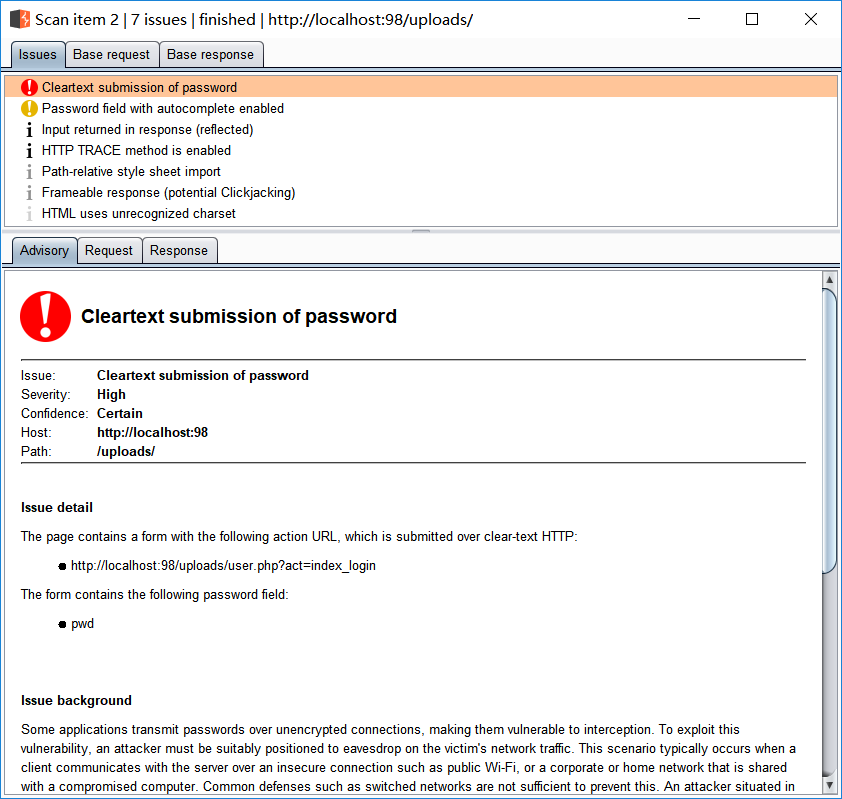 Scan item 2 | 7 issues | finished | http://localhost:98/uploads/
Issues Base request Base response
Cleartext submission of password
Password field with autocomplete enabled
Input returned in response (reflected)
HTTP TRACE method is enabled
Path-relative style sheet import
Frameable response (potential Clickjacking)
HTML uses unrecognized charset
Advisory Request Response
Cleartext submission of password
Issue: Cleartext submission of password
Severity: High
Confidence: Certain
Host: http://localhost:98
Path: /uploads/
Issue detail
The page contains a form with the following action URL, which is submitted over clear-text HTTP:
● http://localhost:98/uploads/user.php?act=index_login
The form contains the following password field:
● pwd
Issue background
Some applications transmit passwords over unencrypted connections, making them vulnerable to interception. To exploit this
vulnerability, an attacker must be suitably positioned to eavesdrop on the victim's network traffic. This scenario typically occurs when a
client communicates with the server over an insecure connection such as public Wi-Fi, or a corporate or home network that is shared
with a compromised computer. Common defenses such as switched networks are not sufficient to prevent this. An attacker situated in